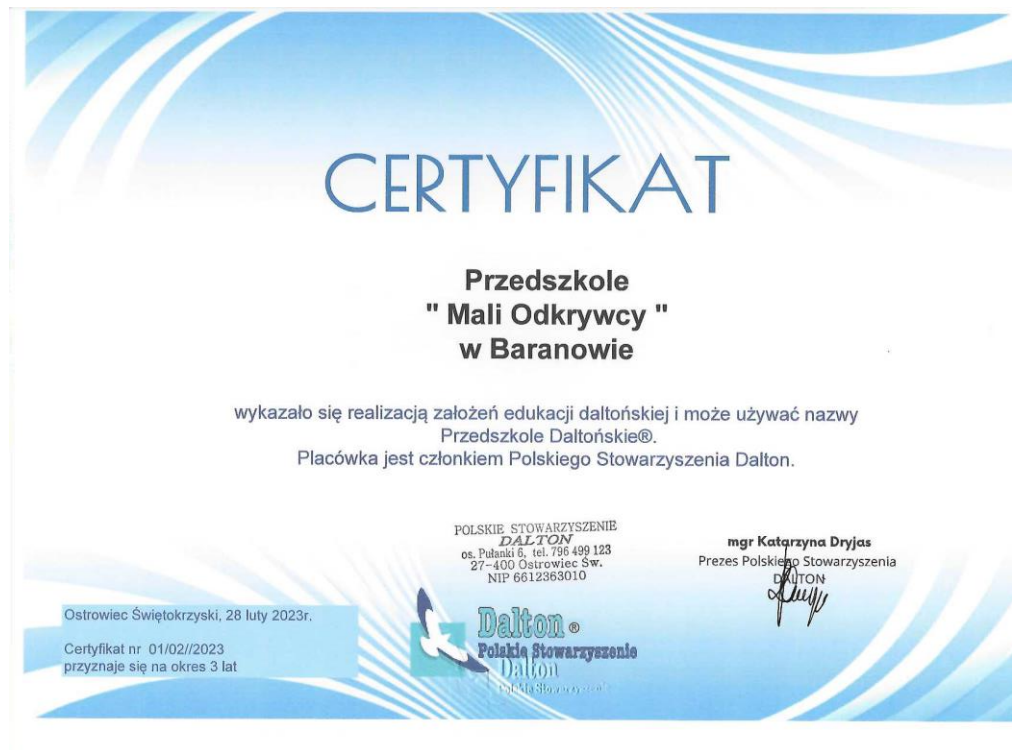 CERTYFIKAT
Przedszkole
" Mali Odkrywcy "
w Baranowie
wykazało się realizacją założeń edukacji daltońskiej i może używać nazwy
Przedszkole Daltońskie®.
Placówka jest członkiem Polskiego Stowarzyszenia Dalton.
POLSKIE STOWARZYSZENIE
DALTON
os. Pułanki 6, tel. 796 499 123
27-400 Ostrowiec Św.
NIP 6612363010
mgr Katarzyna Dryjas
Prezes Polskiego Stowarzyszenia
DALTON
Ostrowiec Świętokrzyski, 28 luty 2023r.
Certyfikat nr 01/02//2023
przyznaje się na okres 3 lat
Dalton ®
Polskie Stowarzyszenie
Dalton
Polskie Stowarzyszenie